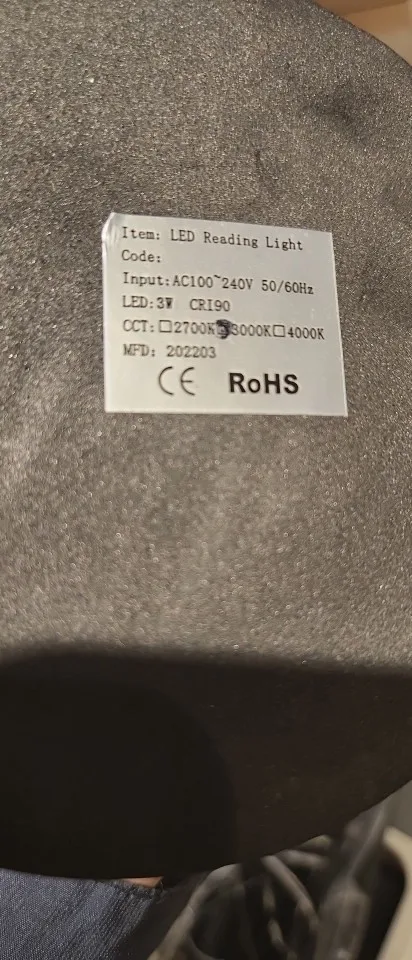 Item: LED Reading Light
Code:
Input:AC100~240V 50/60Hz
LED:3W CRI90
CCT:☐2700K☑3000K☐4000K
MFD: 202203
CE RoHS